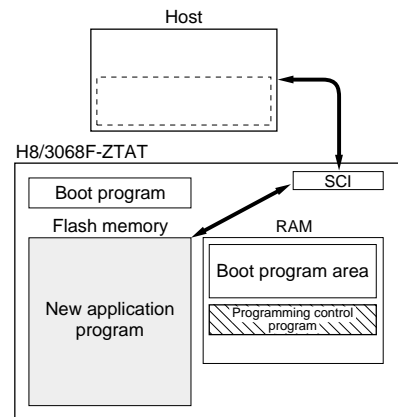 Host
H8/3068F-ZTAT
SCI
Boot program
Flash memory
RAM
Boot program area
New application
program
Programming control
program